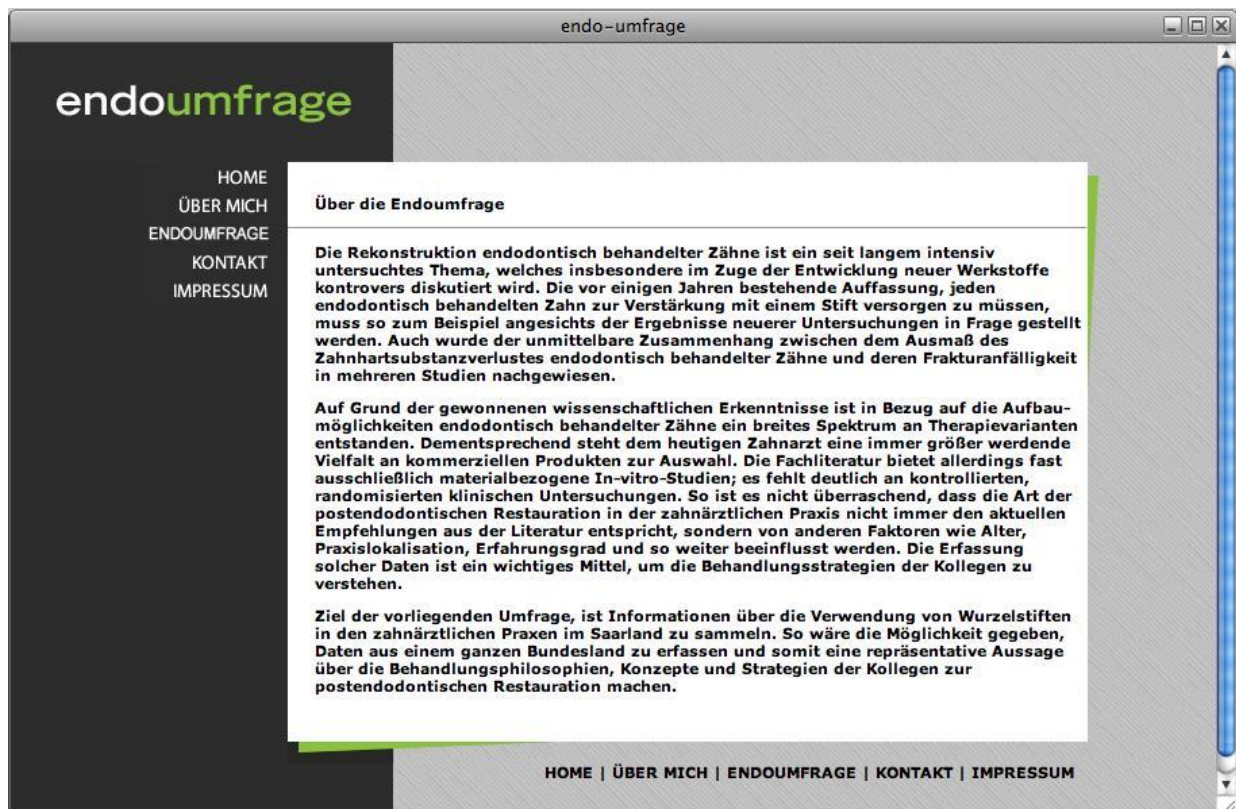 endo-umfrage
endoumfrage
HOME
ÜBER MICH
ENDOUMFRAGE
KONTAKT
IMPRESSUM
Über die Endoumfrage
Die Rekonstruktion endodontisch behandelter Zähne ist ein seit langem intensiv
untersuchtes Thema, welches insbesondere im Zuge der Entwicklung neuer Werkstoffe
kontrovers diskutiert wird. Die vor einigen Jahren bestehende Auffassung, jeden
endodontisch behandelten Zahn zur Verstärkung mit einem Stift versorgen zu müssen,
muss so zum Beispiel angesichts der Ergebnisse neuerer Untersuchungen in Frage gestellt
werden. Auch wurde der unmittelbare Zusammenhang zwischen dem Ausmaß des
Zahnhartsubstanzverlustes endodontisch behandelter Zähne und deren Frakturanfälligkeit
in mehreren Studien nachgewiesen.
Auf Grund der gewonnenen wissenschaftlichen Erkenntnisse ist in Bezug auf die Aufbau-
möglichkeiten endodontisch behandelter Zähne ein breites Spektrum an Therapievarianten
entstanden. Dementsprechend steht dem heutigen Zahnarzt eine immer größer werdende
Vielfalt an kommerziellen Produkten zur Auswahl. Die Fachliteratur bietet allerdings fast
ausschließlich materialbezogene In-vitro-Studien; es fehlt deutlich an kontrollierten,
randomisierten klinischen Untersuchungen. So ist es nicht überraschend, dass die Art der
postendodontischen Restauration in der zahnärztlichen Praxis nicht immer den aktuellen
Empfehlungen aus der Literatur entspricht, sondern von anderen Faktoren wie Alter,
Praxislokalisation, Erfahrungsgrad und so weiter beeinflusst werden. Die Erfassung
solcher Daten ist ein wichtiges Mittel, um die Behandlungsstrategien der Kollegen zu
verstehen.
Ziel der vorliegenden Umfrage, ist Informationen über die Verwendung von Wurzelstiften
in den zahnärztlichen Praxen im Saarland zu sammeln. So wäre die Möglichkeit gegeben,
Daten aus einem ganzen Bundesland zu erfassen und somit eine repräsentative Aussage
über die Behandlungsphilosophien, Konzepte und Strategien der Kollegen zur
postendodontischen Restauration machen.
HOME | ÜBER MICH | ENDOUMFRAGE | KONTAKT | IMPRESSUM